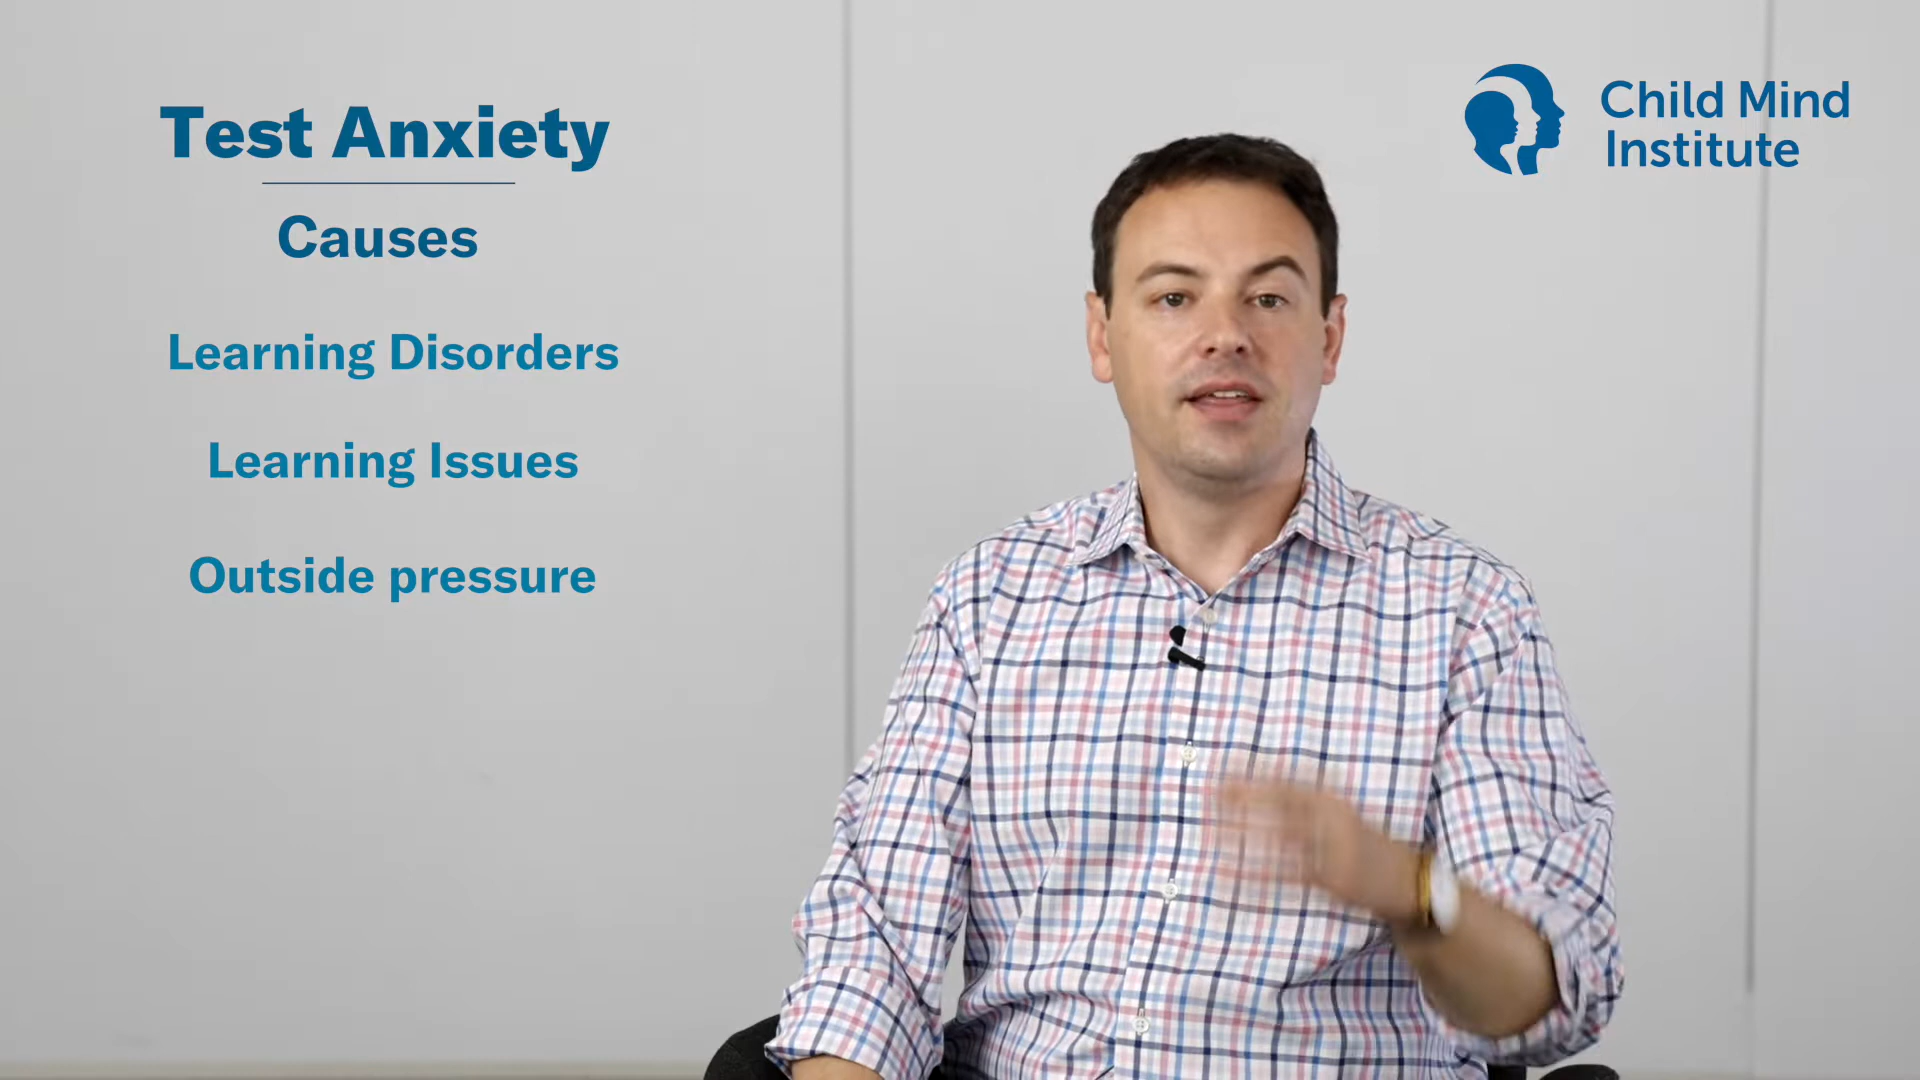 Test Anxiety
Causes
Learning Disorders
Learning Issues
Outside pressure
Child Mind
Institute